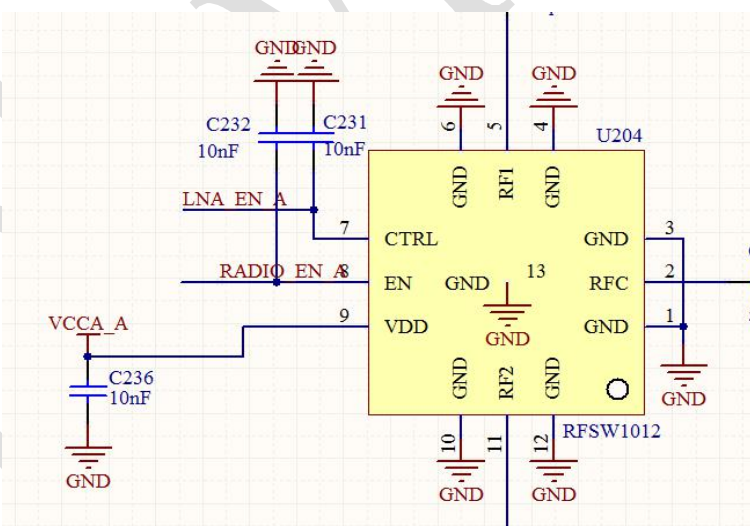 GND
GND
GND
GND
C232
10nF
C231
10nF
U204
6
5
4
GND
RF1
GND
LNA_EN_A
7
CTRL
GND
3
RADIO_EN_A
8
EN
GND
13
RFC
2
VCCA_A
9
VDD
GND
GND
1
C236
10nF
GND
RF2
GND
GND
RFSW1012
10
11
12
GND
GND
GND